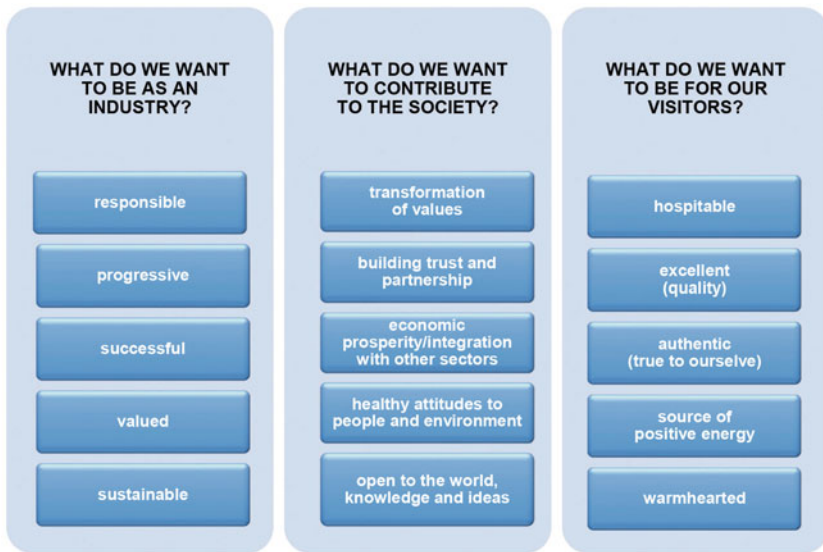 WHAT DO WE WANT
TO BE AS AN
INDUSTRY?
responsible
progressive
successful
valued
sustainable
WHAT DO WE WANT
TO CONTRIBUTE
TO THE SOCIETY?
transformation
of values
building trust and
partnership
economic
prosperity/integration
with other sectors
healthy attitudes to
people and environment
open to the world,
knowledge and ideas
WHAT DO WE WANT
TO BE FOR OUR
VISITORS?
hospitable
excellent
(quality)
authentic
(true to ourselve)
source of
positive energy
warmhearted